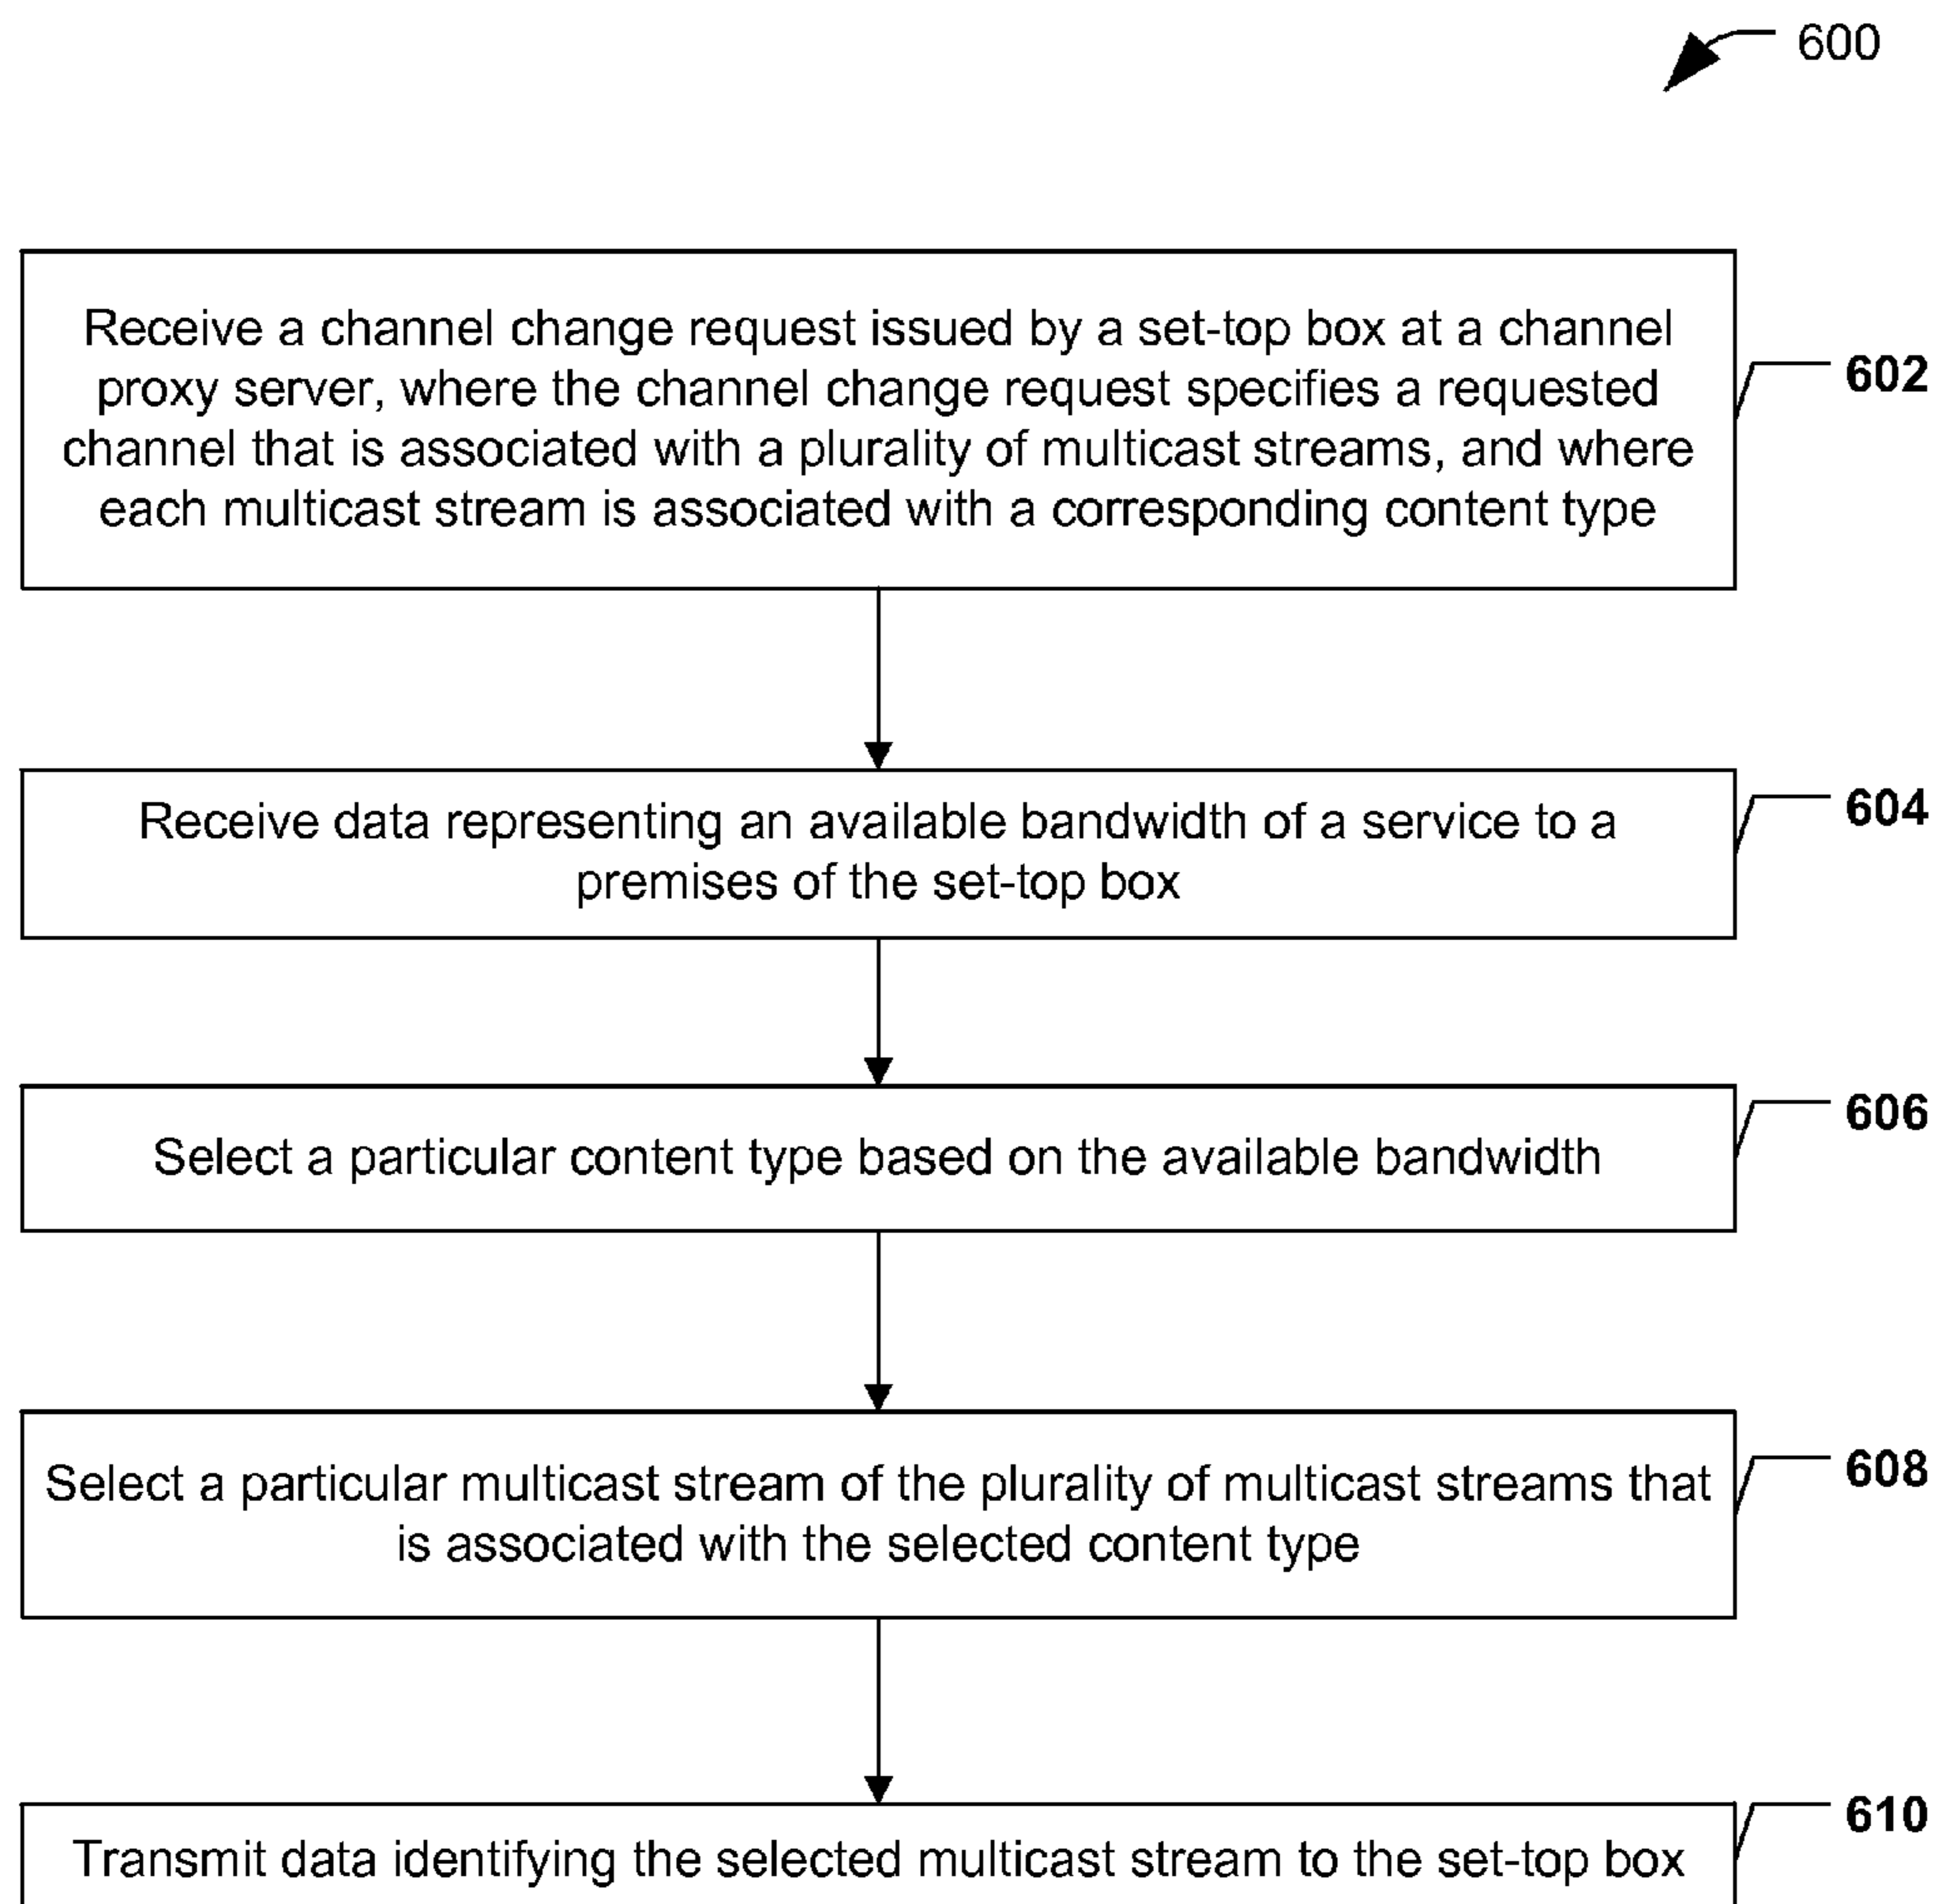 600
Receive a channel change request issued by a set-top box at a channel
proxy server, where the channel change request specifies a requested
channel that is associated with a plurality of multicast streams, and where
each multicast stream is associated with a corresponding content type
602
Receive data representing an available bandwidth of a service to a
premises of the set-top box
604
Select a particular content type based on the available bandwidth
606
Select a particular multicast stream of the plurality of multicast streams that
is associated with the selected content type
608
Transmit data identifying the selected multicast stream to the set-top box
610